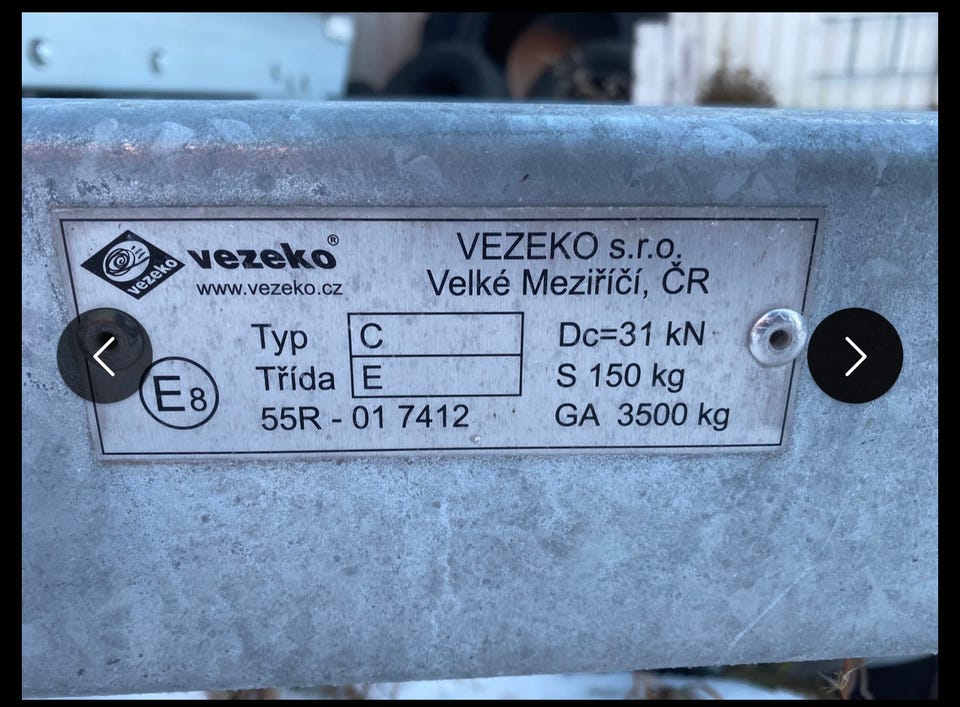 vezeko
vezeko®
www.vezeko.cz
VEZEKO s.r.o.
Velké Meziříčí, ČR
Typ C
Třída E
E8
55R - 01 7412
Dc=31 kN
S 150 kg
GA 3500 kg